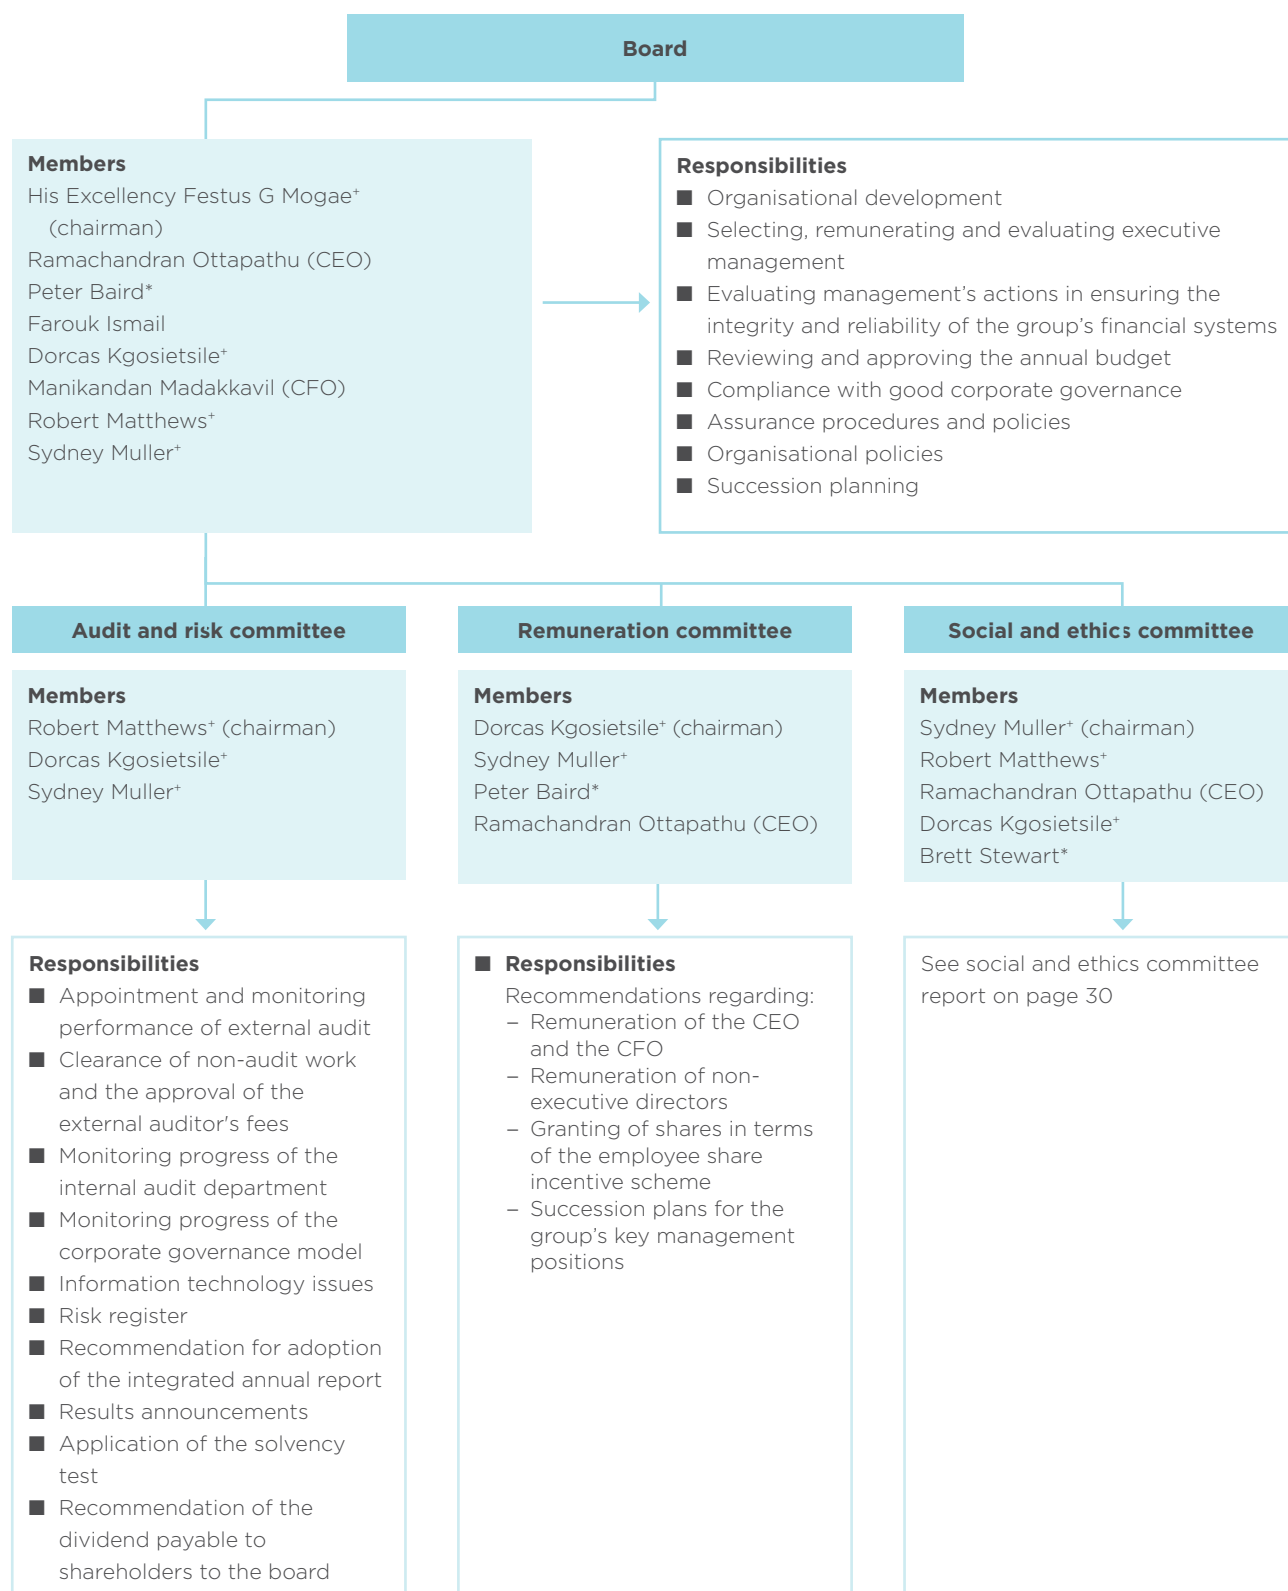 Board
Members
His Excellency Festus G Mogae⁺
(chairman)
Ramachandran Ottapathu (CEO)
Peter Baird*
Farouk Ismail
Dorcas Kgosietsile⁺
Manikandan Madakkavil (CFO)
Robert Matthews⁺
Sydney Muller⁺
Responsibilities
■ Organisational development
■ Selecting, remunerating and evaluating executive
management
■ Evaluating management’s actions in ensuring the
integrity and reliability of the group’s financial systems
■ Reviewing and approving the annual budget
■ Compliance with good corporate governance
■ Assurance procedures and policies
■ Organisational policies
■ Succession planning
Audit and risk committee
Members
Robert Matthews⁺ (chairman)
Dorcas Kgosietsile⁺
Sydney Muller⁺
Responsibilities
■ Appointment and monitoring
performance of external audit
■ Clearance of non-audit work
and the approval of the
external auditor's fees
■ Monitoring progress of the
internal audit department
■ Monitoring progress of the
corporate governance model
■ Information technology issues
■ Risk register
■ Recommendation for adoption
of the integrated annual report
■ Results announcements
■ Application of the solvency
test
■ Recommendation of the
dividend payable to
shareholders to the board
Remuneration committee
Members
Dorcas Kgosietsile⁺ (chairman)
Sydney Muller⁺
Peter Baird*
Ramachandran Ottapathu (CEO)
■ Responsibilities
Recommendations regarding:
– Remuneration of the CEO
and the CFO
– Remuneration of non-
executive directors
– Granting of shares in terms
of the employee share
incentive scheme
– Succession plans for the
group’s key management
positions
Social and ethics committee
Members
Sydney Muller⁺ (chairman)
Robert Matthews⁺
Ramachandran Ottapathu (CEO)
Dorcas Kgosietsile⁺
Brett Stewart*
See social and ethics committee
report on page 30